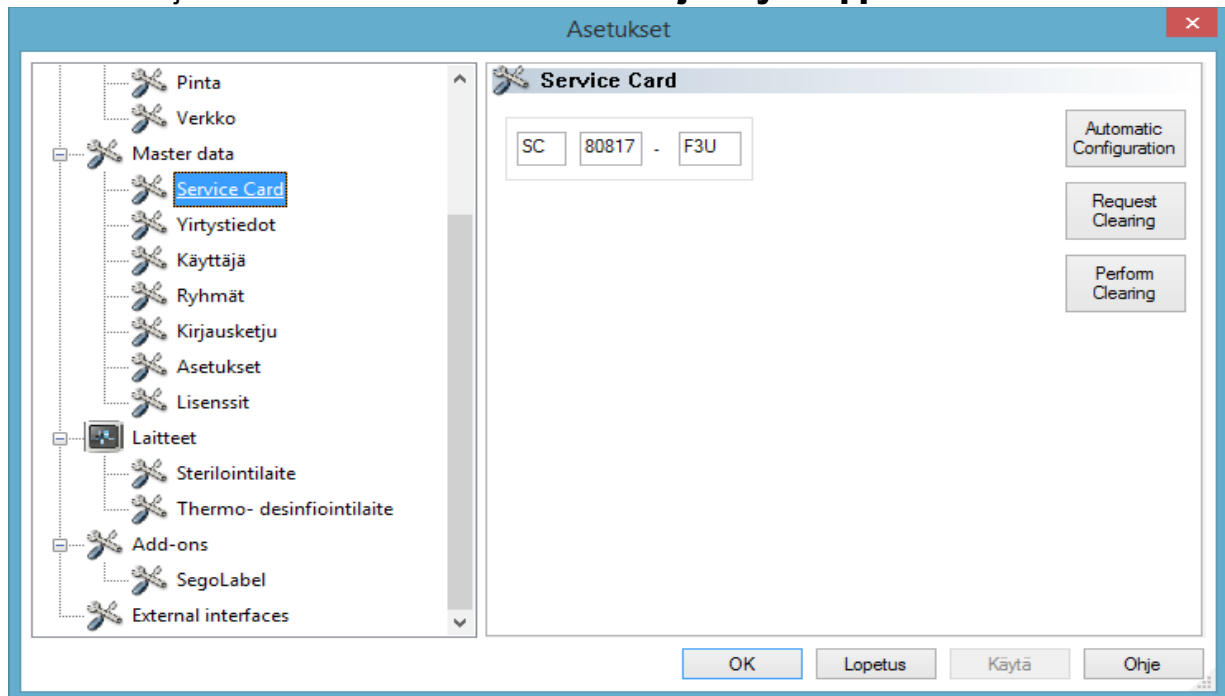 Asetukset
Pinta
Verkko
Master data
Service Card
Yirtystiedot
Käyttäjä
Ryhmät
Kirjausketju
Asetukset
Lisenssit
Laitteet
Sterilointilaite
Thermo- desinfiointilaite
Add-ons
SegoLabel
External interfaces
Service Card
SC 80817 - F3U
Automatic
Configuration
Request
Clearing
Perform
Clearing
OK Lopetus Käytä Ohje